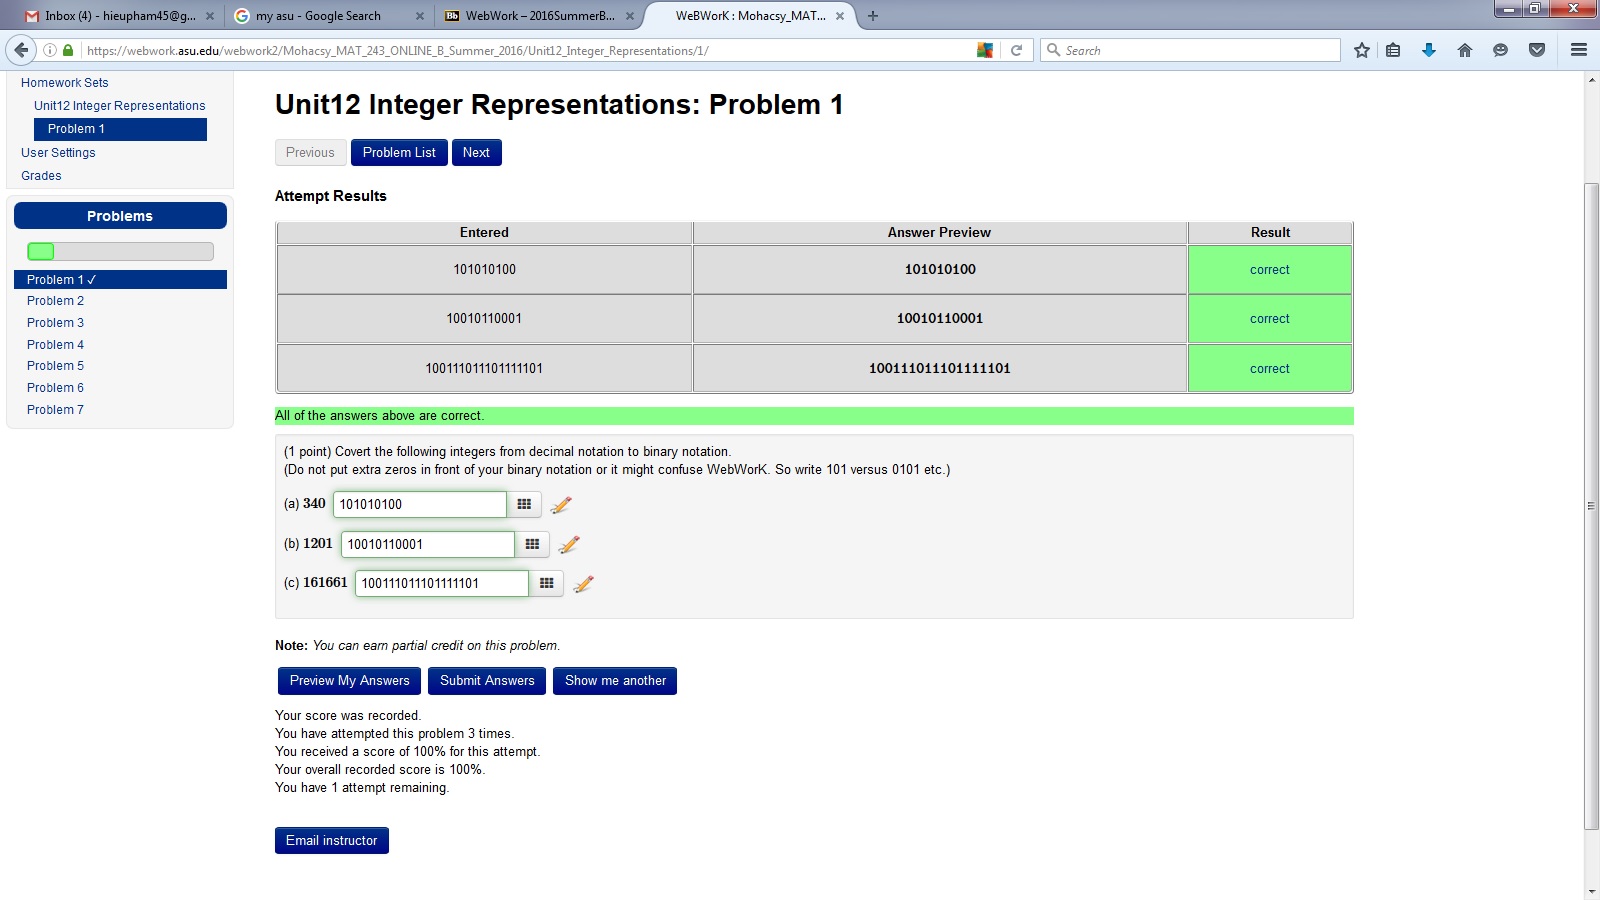 Inbox (4) - hieupham45@g...
my asu - Google Search
Bb WebWork – 2016SummerB...
WeBWorK : Mohacsy_MAT...
https://webwork.asu.edu/webwork2/Mohacsy_MAT_243_ONLINE_B_Summer_2016/Unit12_Integer_Representations/1/
Search
Homework Sets
Unit12 Integer Representations
Problem 1
User Settings
Grades
Problems
Problem 1 ✓
Problem 2
Problem 3
Problem 4
Problem 5
Problem 6
Problem 7
Unit12 Integer Representations: Problem 1
Previous Problem List Next
Attempt Results
Entered Answer Preview Result
101010100 101010100 correct
10010110001 10010110001 correct
100111011101111101 100111011101111101 correct
All of the answers above are correct.
(1 point) Covert the following integers from decimal notation to binary notation.
(Do not put extra zeros in front of your binary notation or it might confuse WebWorK. So write 101 versus 0101 etc.)
(a) 340 101010100
(b) 1201 10010110001
(c) 161661 100111011101111101
Note: You can earn partial credit on this problem.
Preview My Answers Submit Answers Show me another
Your score was recorded.
You have attempted this problem 3 times.
You received a score of 100% for this attempt.
Your overall recorded score is 100%.
You have 1 attempt remaining.
Email instructor